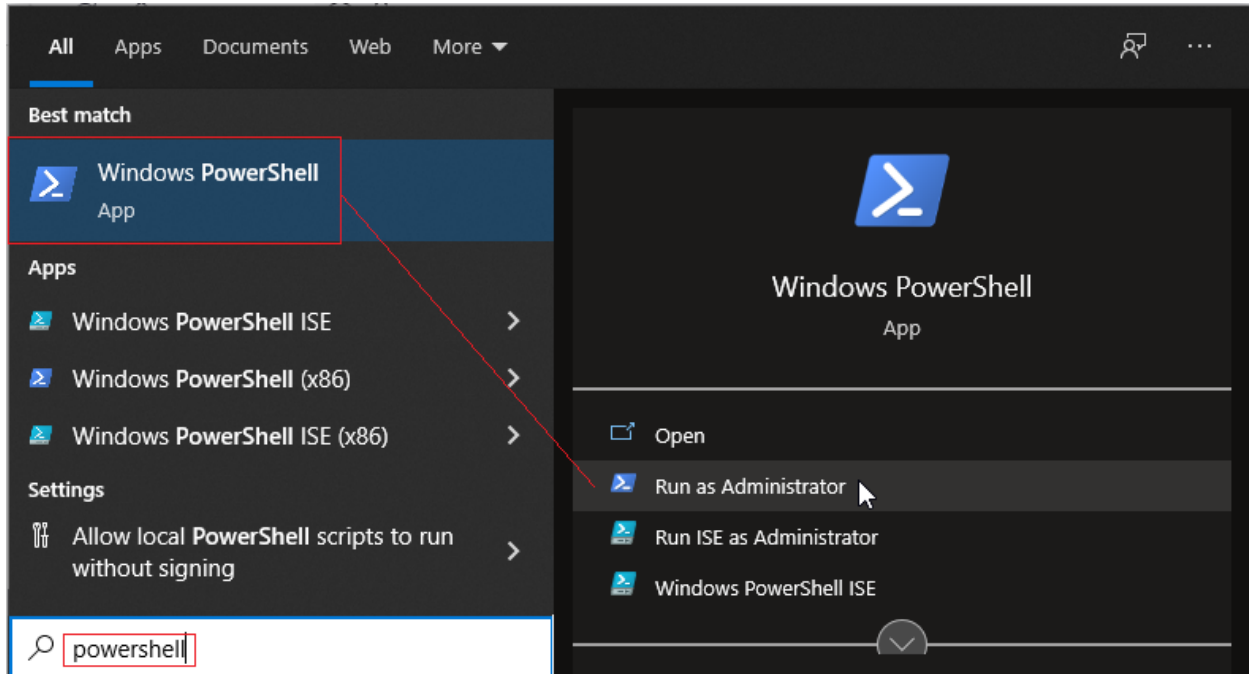 All Apps Documents Web More
Best match
Windows PowerShell
App
Apps
Windows PowerShell ISE
Windows PowerShell (x86)
Windows PowerShell ISE (x86)
Settings
Allow local PowerShell scripts to run
without signing
powershell
Windows PowerShell
App
Open
Run as Administrator
Run ISE as Administrator
Windows PowerShell ISE